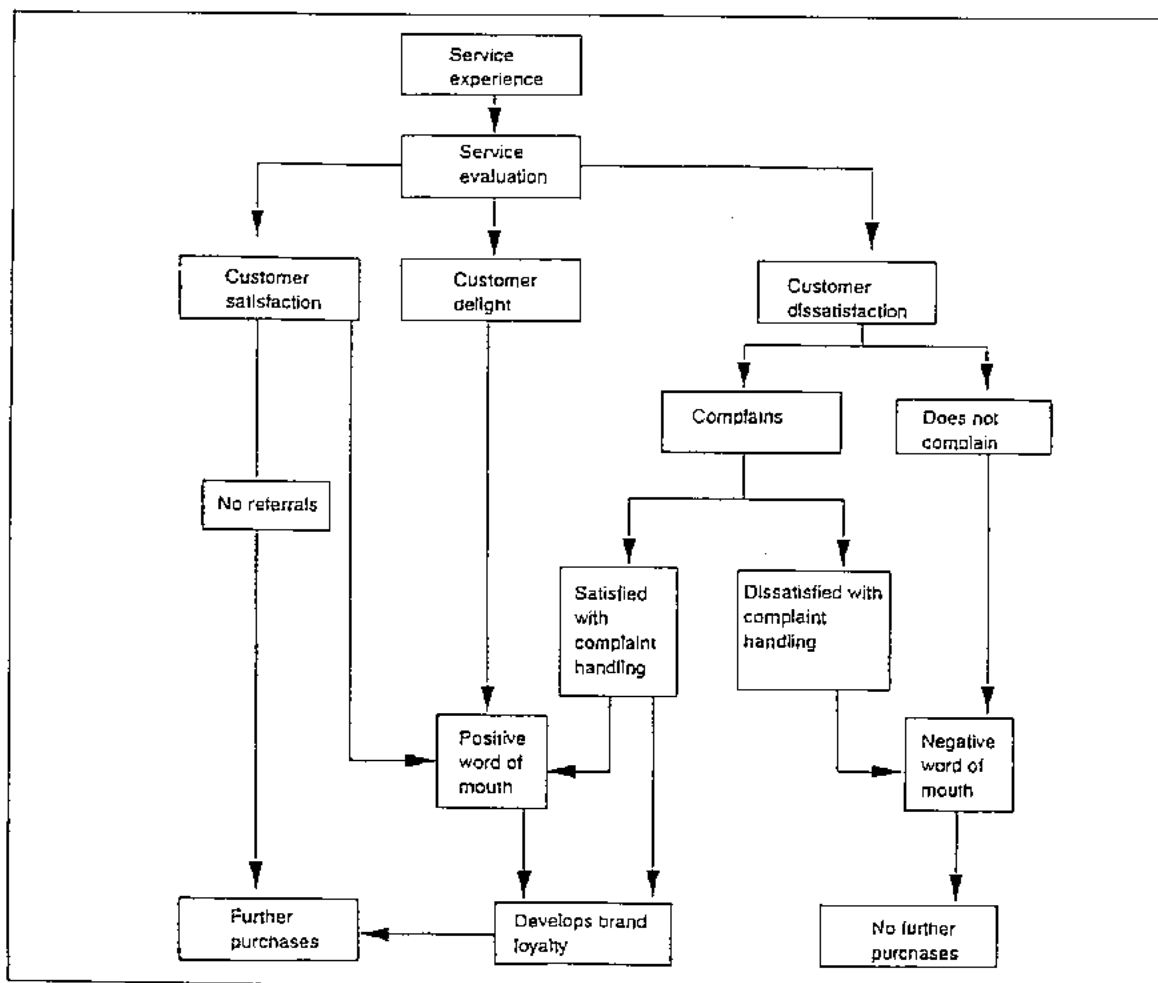 Service
experience
Service
evaluation
Customer
satisfaction
Customer
delight
Customer
dissatisfaction
Complains
Does not
complain
No referrals
Satisfied
with
complaint
handling
Dissatisfied with
complaint
handling
Positive
word of
mouth
Negative
word of
mouth
Further
purchases
Develops brand
loyalty
No further
purchases